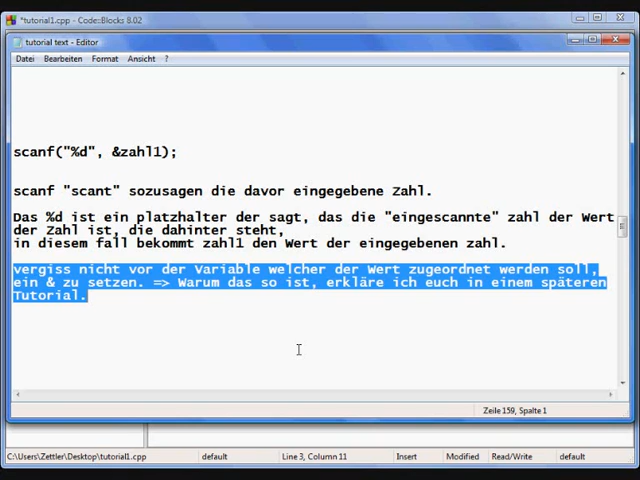 *tutorial1.cpp - Code::Blocks 8.02
tutorial text - Editor
Datei Bearbeiten Format Ansicht ?
scanf("%d", &zahl1);
scanf "scant" sozusagen die davor eingegebene Zahl.
Das %d ist ein platzhalter der sagt, das die "eingescannte" zahl der Wert
der Zahl ist, die dahinter steht,
in diesem fall bekommt zahl1 den Wert der eingegebenen zahl.
vergiss nicht vor der Variable welcher der Wert zugeordnet werden soll,
ein & zu setzen. => Warum das so ist, erkläre ich euch in einem späteren
Tutorial.
Zeile 159, Spalte 1
C:\Users\Zettler\Desktop\tutorial1.cpp default Line 3, Column 11 Insert Modified Read/Write default